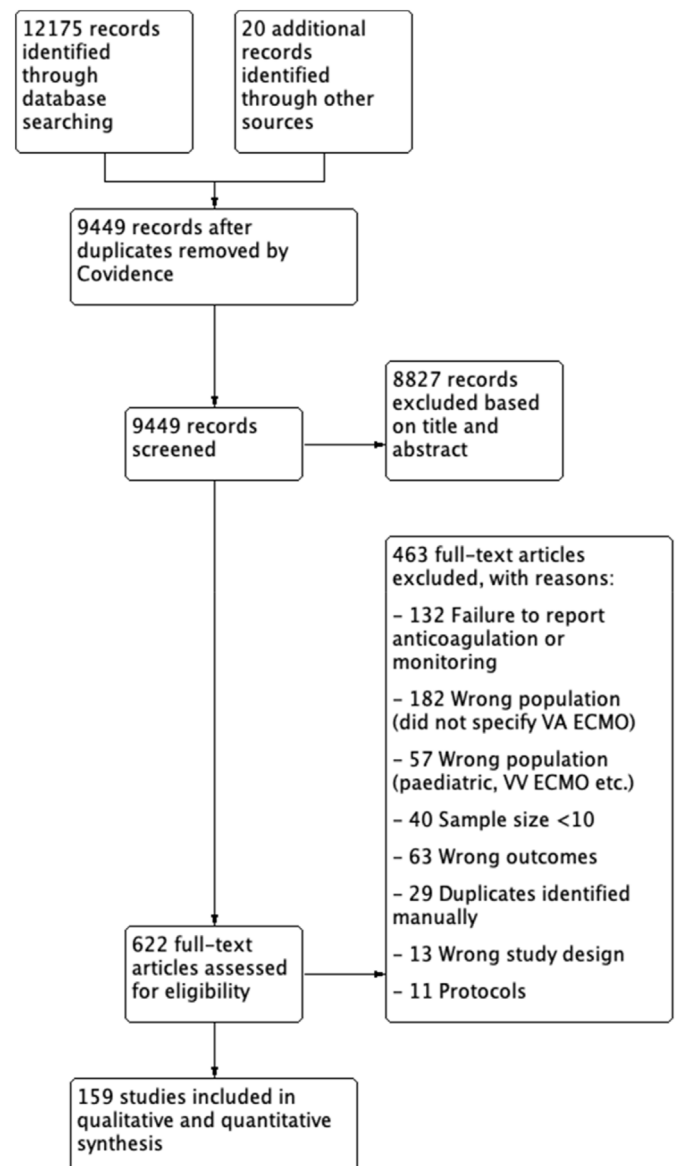 12175 records
identified
through
database
searching
20 additional
records
identified
through other
sources
9449 records after
duplicates removed by
Covidence
9449 records
screened
8827 records
excluded based
on title and
abstract
463 full-text articles
excluded, with reasons:
- 132 Failure to report
anticoagulation or
monitoring
- 182 Wrong population
(did not specify VA ECMO)
- 57 Wrong population
(paediatric, VV ECMO etc.)
- 40 Sample size <10
- 63 Wrong outcomes
- 29 Duplicates identified
manually
- 13 Wrong study design
- 11 Protocols
622 full-text
articles assessed
for eligibility
159 studies included in
qualitative and quantitative
synthesis